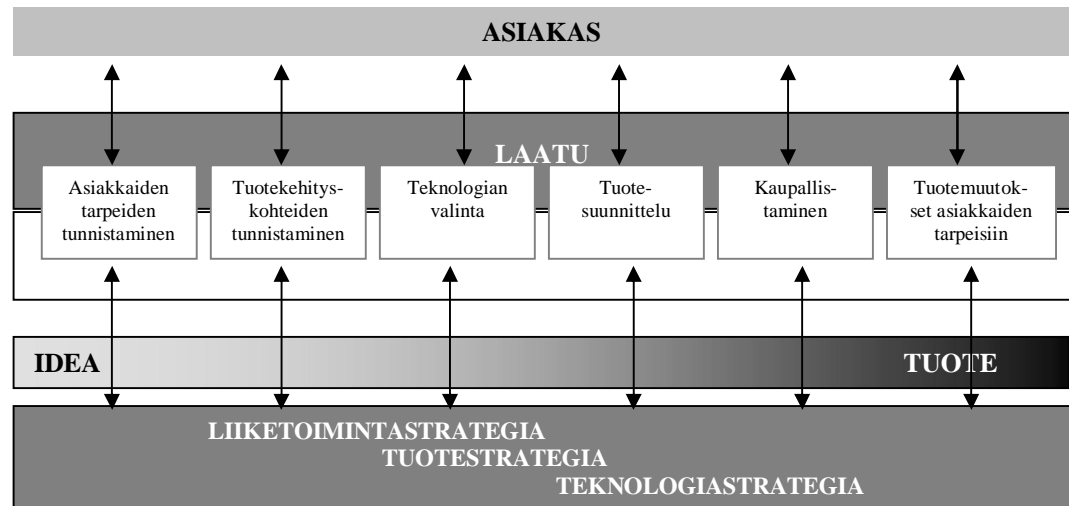 ASIAKAS
LAATU
Asiakkaiden
tarpeiden
tunnistaminen
Tuotekehitys-
kohteiden
tunnistaminen
Teknologian
valinta
Tuote-
suunnittelu
Kaupallis-
taminen
Tuotemuutok-
set asiakkaiden
tarpeisiin
IDEA
TUOTE
LIIKETOIMINTASTRATEGIA
TUOTESTRATEGIA
TEKNOLOGIASTRATEGIA